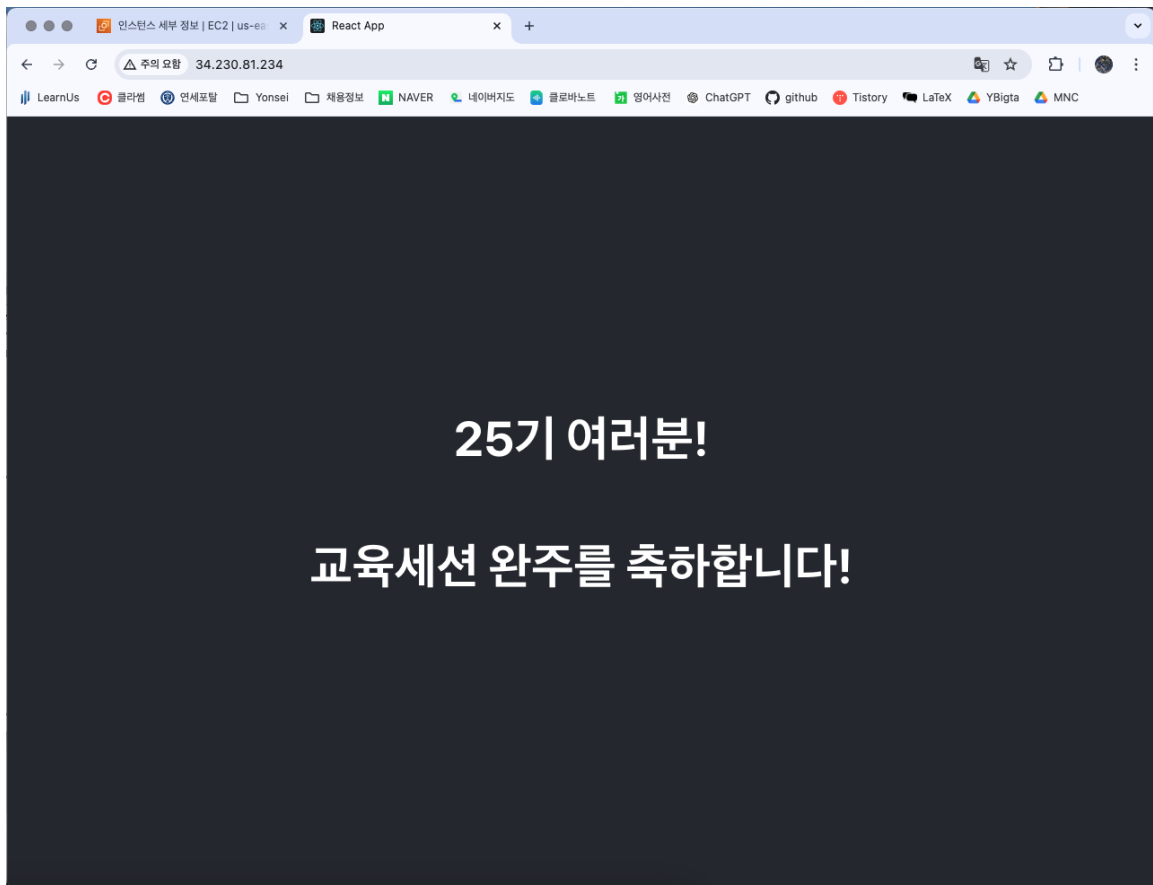 인스턴스 세부 정보 | EC2 | us-ea
React App
주의 요함
34.230.81.234
LearnUs
클라썸
연세포탈
Yonsei
채용정보
NAVER
네이버지도
클로바노트
영어사전
ChatGPT
github
Tistory
LaTeX
YBigta
MNC
25기 여러분!
교육세션 완주를 축하합니다!